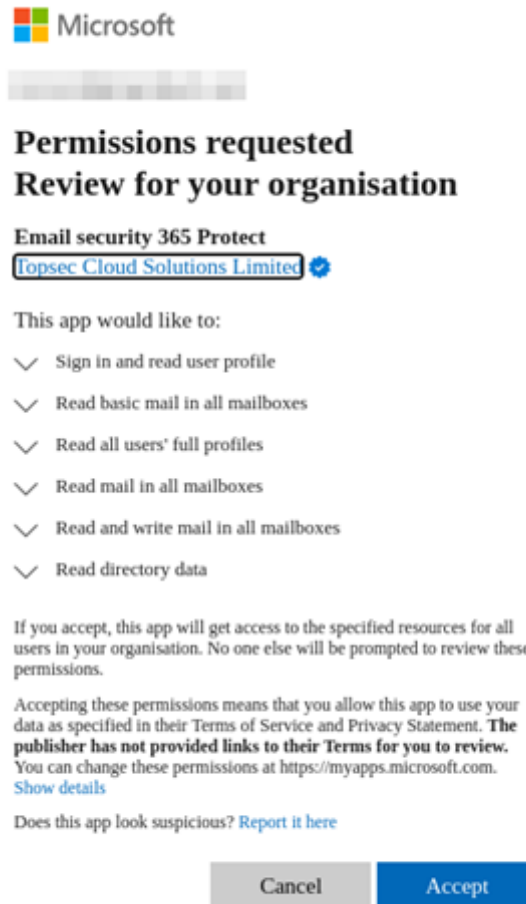 Microsoft
Permissions requested
Review for your organisation
Email security 365 Protect
Topsec Cloud Solutions Limited
This app would like to:
Sign in and read user profile
Read basic mail in all mailboxes
Read all users' full profiles
Read mail in all mailboxes
Read and write mail in all mailboxes
Read directory data
If you accept, this app will get access to the specified resources for all
users in your organisation. No one else will be prompted to review these
permissions.
Accepting these permissions means that you allow this app to use your
data as specified in their Terms of Service and Privacy Statement. The
publisher has not provided links to their Terms for you to review.
You can change these permissions at https://myapps.microsoft.com.
Show details
Does this app look suspicious? Report it here
Cancel
Accept